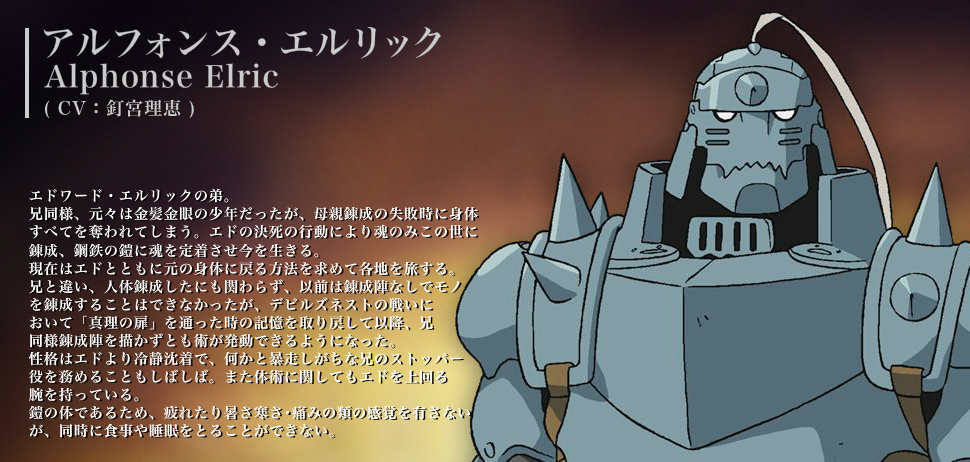 アルフォンス・エルリック
Alphonse Elric
( CV：釘宮理恵 )
エドワード・エルリックの弟。
兄同様、元々は金髪金眼の少年だったが、母親錬成の失敗時に身体
すべてを奪われてしまう。エドの決死の行動により魂のみこの世に
錬成、鋼鉄の鎧に魂を定着させ今を生きる。
現在はエドとともに元の身体に戻る方法を求めて各地を旅する。
兄と違い、人体錬成したにも関わらず、以前は錬成陣なしでモノ
を錬成することはできなかったが、デビルズネストの戦いに
おいて「真理の扉」を通った時の記憶を取り戻して以降、兄
同様錬成陣を描かずとも術が発動できるようになった。
性格はエドより冷静沈着で、何かと暴走しがちな兄のストッパー
役を務めることもしばしば。また体術に関してもエドを上回る
腕を持っている。
鎧の体であるため、疲れたり暑さ寒さ・痛みの類の感覚を有さない
が、同時に食事や睡眠をとることができない。